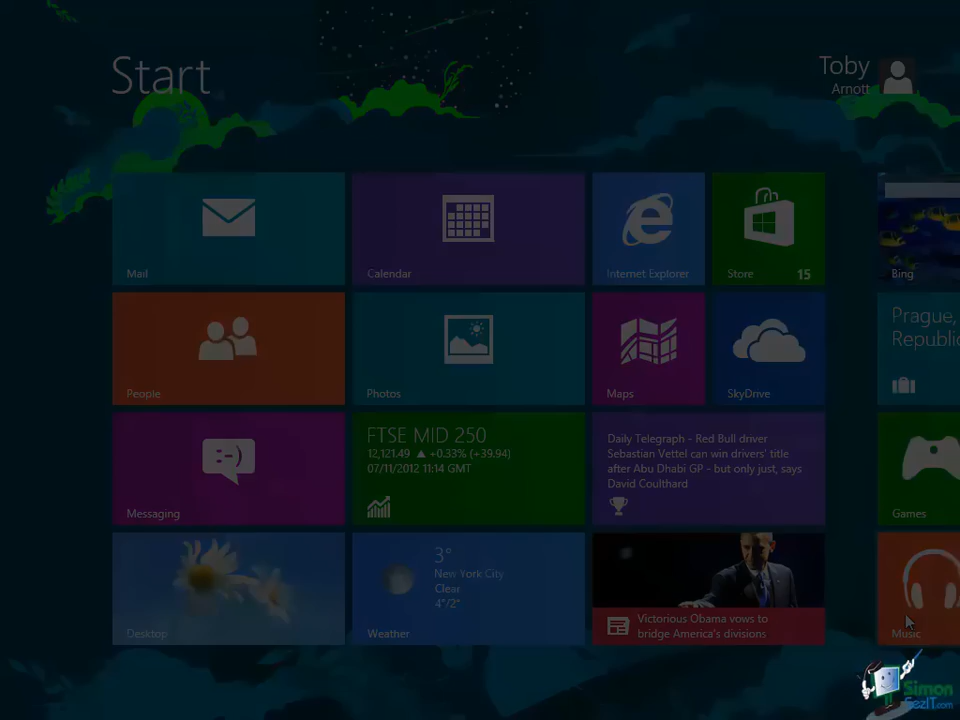 Start
Toby
Arnott
Mail
Calendar
Internet Explorer
Store 15
Bing
People
Photos
Maps
SkyDrive
Prague,
Republi
Messaging
FTSE MID 250
12,121.49 ▲ +0.33% (+39.94)
07/11/2012 11:14 GMT
Daily Telegraph - Red Bull driver
Sebastian Vettel can win drivers' title
after Abu Dhabi GP - but only just, says
David Coulthard
Games
Desktop
3°
New York City
Clear
4°/2°
Weather
Victorious Obama vows to
bridge America's divisions
Music
Simon
SezIT.com